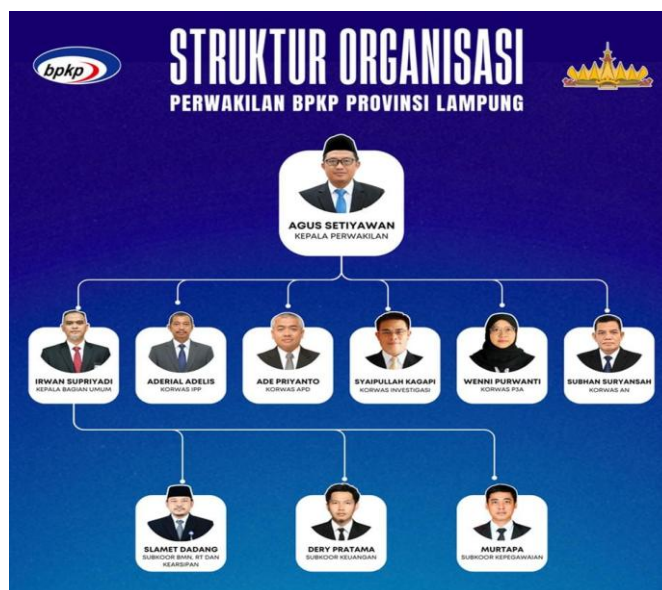 bpkp
STRUKTUR ORGANISASI
PERWAKILAN BPKP PROVINSI LAMPUNG
AGUS SETIYAWAN
KEPALA PERWAKILAN
IRWAN SUPRIYADI
KEPALA BAGIAN UMUM
ADERIAL ADELIS
KORWAS IPP
ADE PRIYANTO
KORWAS APD
SYAIPULLAH KAGAPI
KORWAS INVESTIGASI
WENNI PURWANTI
KORWAS P3A
SUBHAN SURYANSAH
KORWAS AN
SLAMET DADANG
SUBKOOR BMN, RT DAN
KEARSIPAN
DERY PRATAMA
SUBKOOR KEUANGAN
MURTAPA
SUBKOOR KEPEGAWAIAN